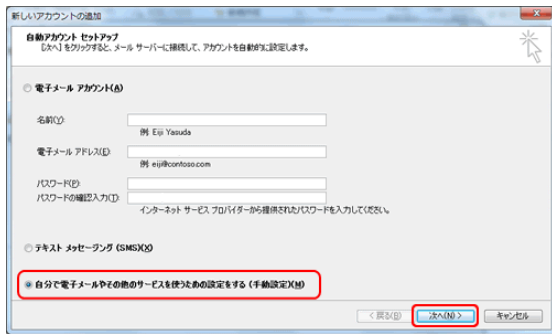 新しいアカウントの追加
自動アカウント セットアップ
[次へ] をクリックすると、メール サーバーに接続して、アカウントを自動的に設定します。
電子メール アカウント(A)
名前(Y):
例: Eiji Yasuda
電子メール アドレス(E):
例: eiji@contoso.com
パスワード(P):
パスワードの確認入力(T):
インターネット サービス プロバイダーから提供されたパスワードを入力してください。
テキスト メッセージング (SMS)(X)
自分で電子メールやその他のサービスを使うための設定をする (手動設定)(M)
< 戻る(B) 次へ(N) > キャンセル